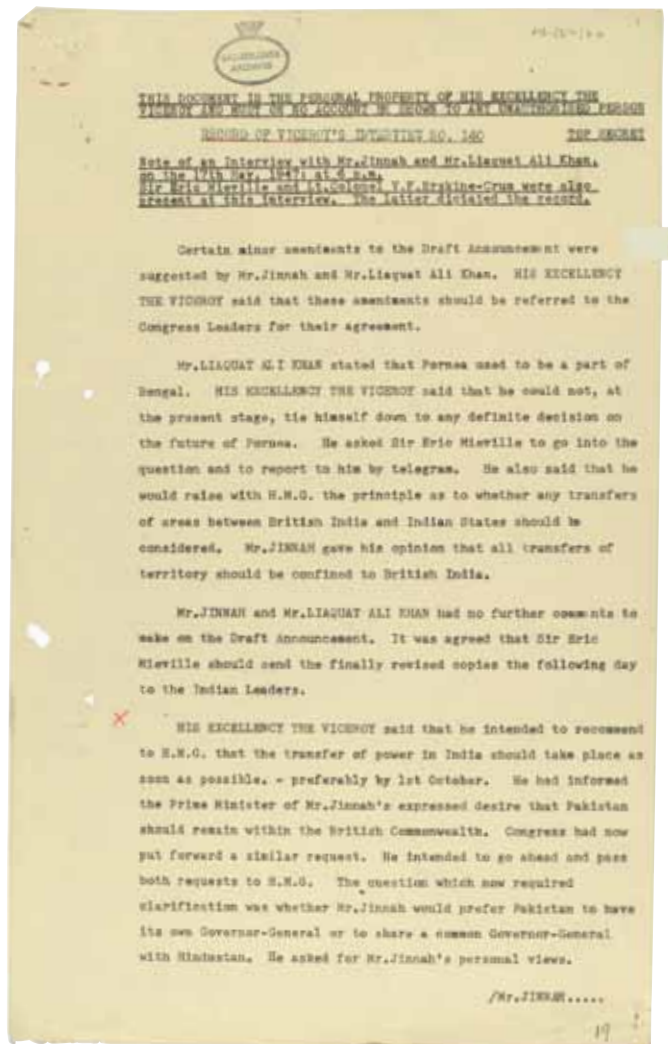 BROADLANDS
ARCHIVES
THIS DOCUMENT IS THE PERSONAL PROPERTY OF HIS EXCELLENCY THE
VICEROY AND MUST ON NO ACCOUNT BE SHOWN TO ANY UNAUTHORISED PERSON
RECORD OF VICEROY'S INTERVIEW NO. 140 TOP SECRET
Note of an Interview with Mr.Jinnah and Mr.Liaquat Ali Khan,
on the 17th May, 1947; at 6 p.m.
Sir Eric Mieville and Lt.Colonel V.F.Erskine-Crum were also
present at this Interview. The latter dictated the record.
Certain minor amendments to the Draft Announcement were
suggested by Mr.Jinnah and Mr.Liaquat Ali Khan. HIS EXCELLENCY
THE VICEROY said that these amendments should be referred to the
Congress Leaders for their agreement.
Mr.LIAQUAT ALI KHAN stated that Pernea used to be a part of
Bengal. HIS EXCELLENCY THE VICEROY said that he could not, at
the present stage, tie himself down to any definite decision on
the future of Pernea. He asked Sir Eric Mieville to go into the
question and to report to him by telegram. He also said that he
would raise with H.M.G. the principle as to whether any transfers
of areas between British India and Indian States should be
considered. Mr.JINNAH gave his opinion that all transfers of
territory should be confined to British India.
Mr.JINNAH and Mr.LIAQUAT ALI KHAN had no further comments to
make on the Draft Announcement. It was agreed that Sir Eric
Mieville should send the finally revised copies the following day
to the Indian Leaders.
HIS EXCELLENCY THE VICEROY said that he intended to recommend
to H.M.G. that the transfer of power in India should take place as
soon as possible. - preferably by 1st October. He had informed
the Prime Minister of Mr.Jinnah's expressed desire that Pakistan
should remain within the British Commonwealth. Congress had now
put forward a similar request. He intended to go ahead and pass
both requests to H.M.G. The question which now required
clarification was whether Mr.Jinnah would prefer Pakistan to have
its own Governor-General or to share a common Governor-General
with Hindustan. He asked for Mr.Jinnah's personal views.
/Mr.JINNAH.....
19